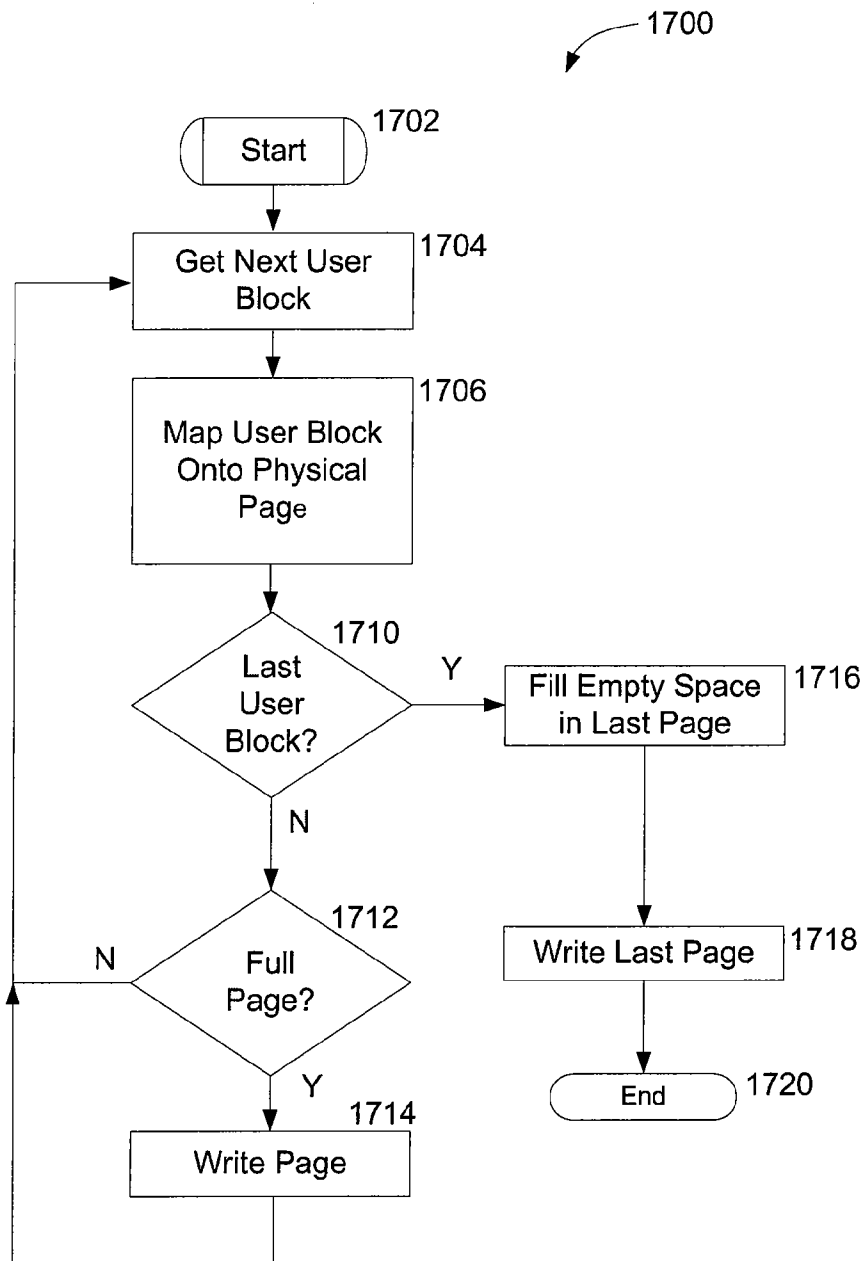 1700
1702
Start
1704
Get Next User
Block
1706
Map User Block
Onto Physical
Page
1710
Last
User
Block?
Y
1716
Fill Empty Space
in Last Page
N
1712
Full
Page?
N
1718
Write Last Page
Y
1714
Write Page
1720
End